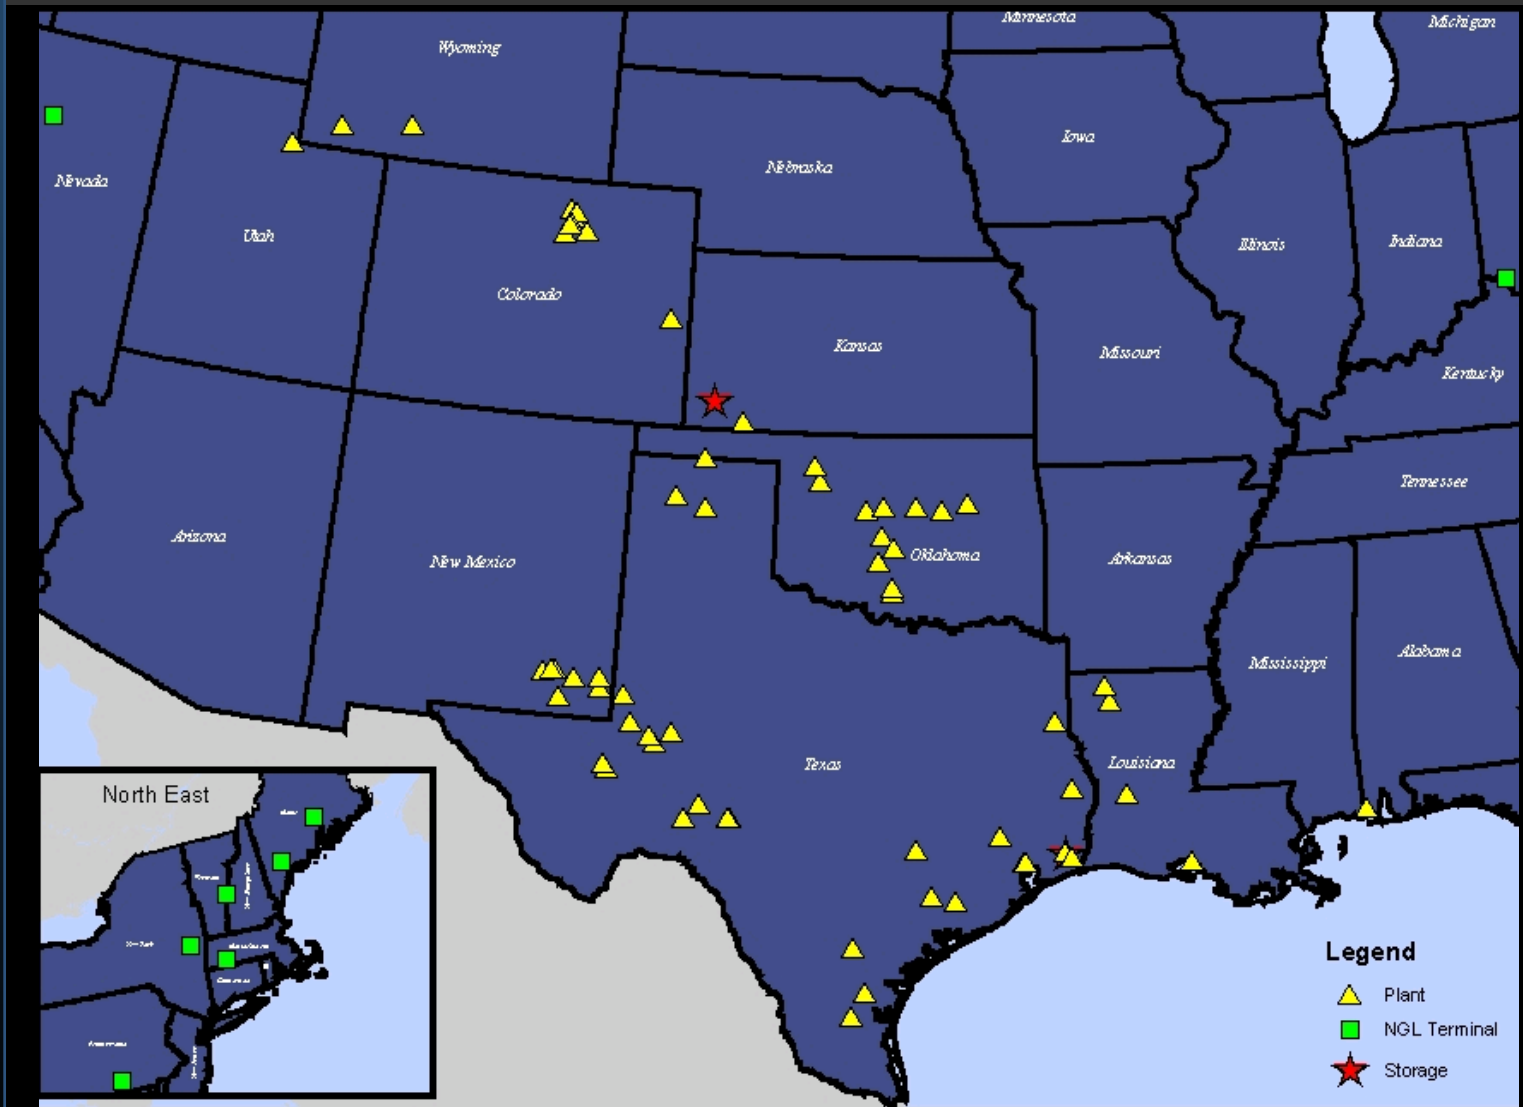 Minnesota
Michigan
Wyoming
Iowa
Nebraska
Nevada
Utah
Illinois
Indiana
Colorado
Kansas
Missouri
Kentucky
Tennessee
Arizona
New Mexico
Oklahoma
Arkansas
Mississippi
Alabama
Texas
Louisiana
North East
Legend
Plant
NGL Terminal
Storage